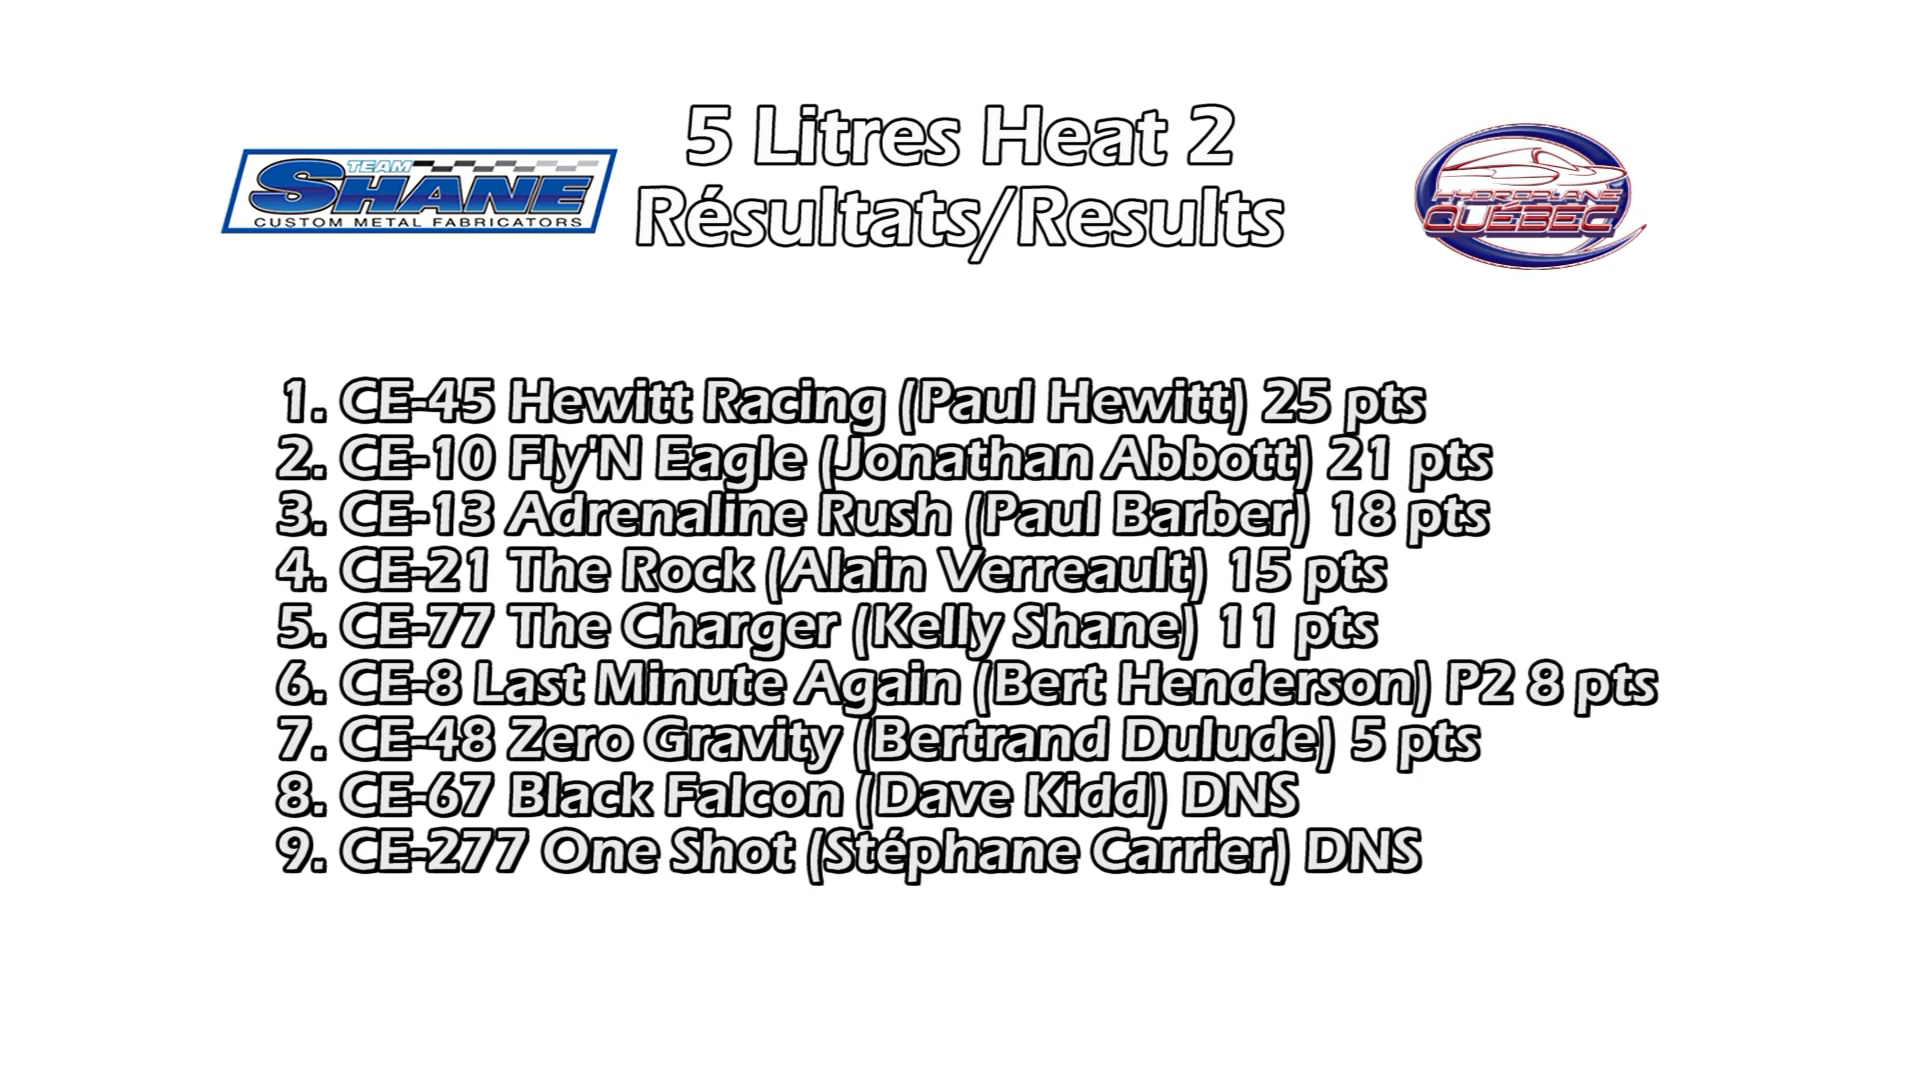 5 Litres Heat 2
Résultats/Results
TEAM
SHANE
CUSTOM METAL FABRICATORS
HYDROPLANE
QUÉBEC
1. CE-45 Hewitt Racing (Paul Hewitt) 25 pts
2. CE-10 Fly'N Eagle (Jonathan Abbott) 21 pts
3. CE-13 Adrenaline Rush (Paul Barber) 18 pts
4. CE-21 The Rock (Alain Verreault) 15 pts
5. CE-77 The Charger (Kelly Shane) 11 pts
6. CE-8 Last Minute Again (Bert Henderson) P2 8 pts
7. CE-48 Zero Gravity (Bertrand Dulude) 5 pts
8. CE-67 Black Falcon (Dave Kidd) DNS
9. CE-277 One Shot (Stéphane Carrier) DNS